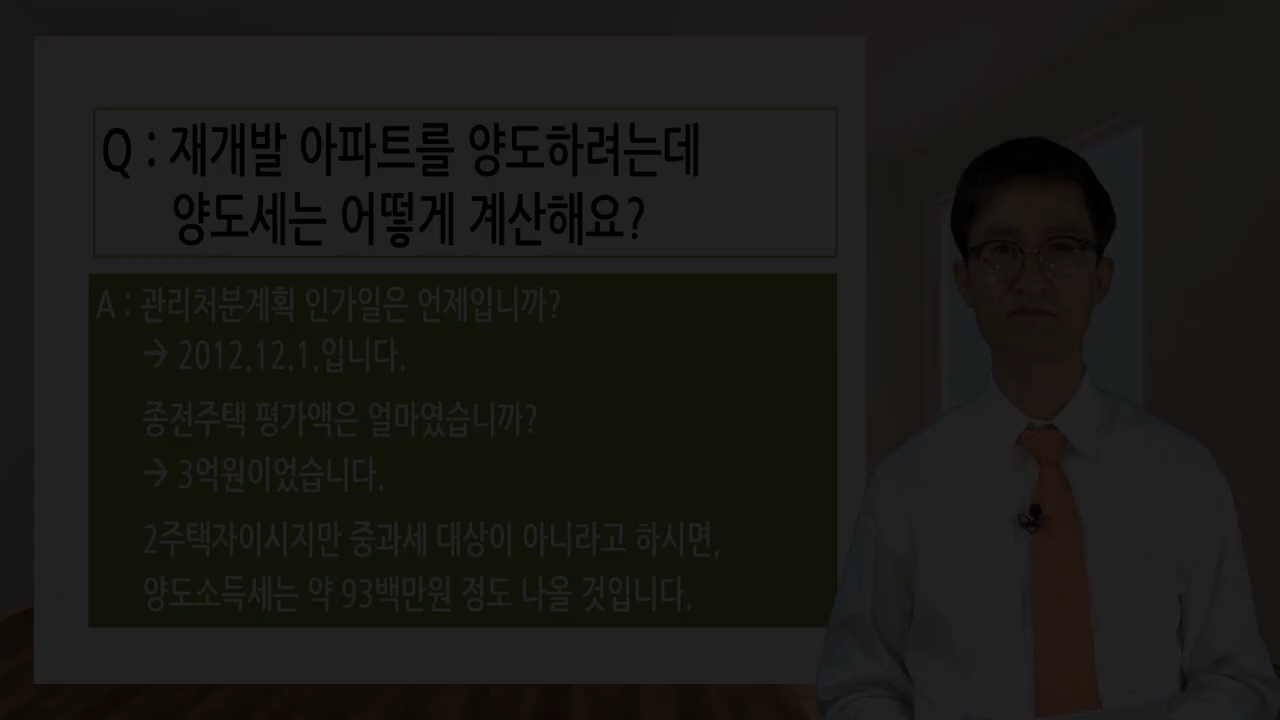 Q : 재개발 아파트를 양도하려는데
양도세는 어떻게 계산해요?
A : 관리처분계획 인가일은 언제입니까?
→ 2012.12.1.입니다.
종전주택 평가액은 얼마였습니까?
→ 3억원이었습니다.
2주택자이시지만 중과세 대상이 아니라고 하시면,
양도소득세는 약 93백만원 정도 나올 것입니다.